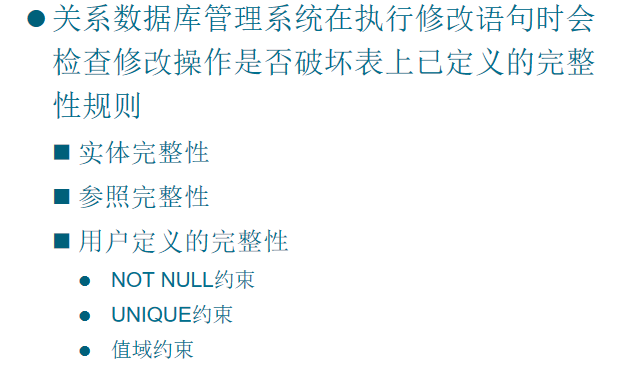 关系数据库管理系统在执行修改语句时会
检查修改操作是否破坏表上已定义的完整
性规则
实体完整性
参照完整性
用户定义的完整性
NOT NULL约束
UNIQUE约束
值域约束